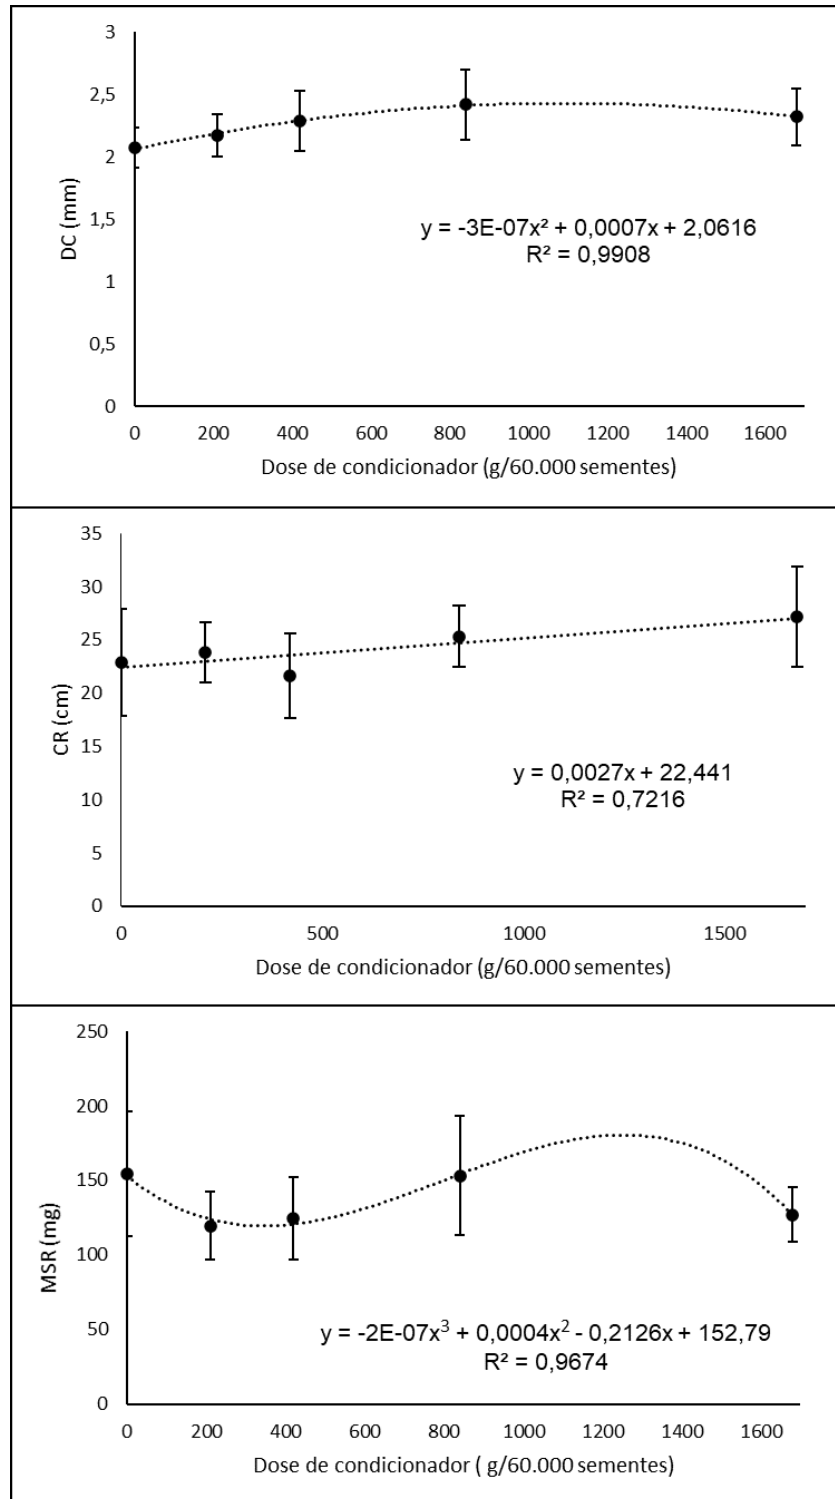 3
2,5
2
1,5
1
0,5
0
DC (mm)
y = -3E-07x² + 0,0007x + 2,0616
R² = 0,9908
0 200 400 600 800 1000 1200 1400 1600
Dose de condicionador (g/60.000 sementes)
35
30
25
20
15
10
5
0
CR (cm)
y = 0,0027x + 22,441
R² = 0,7216
0 500 1000 1500
Dose de condicionador (g/60.000 sementes)
250
200
150
100
50
0
MSR (mg)
y = -2E-07x³ + 0,0004x² - 0,2126x + 152,79
R² = 0,9674
0 200 400 600 800 1000 1200 1400 1600
Dose de condicionador ( g/60.000 sementes)